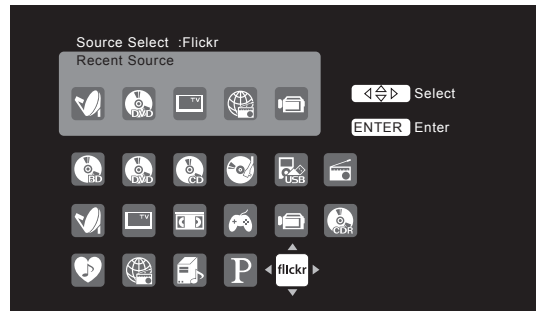 Source Select :Flickr
Recent Source
DVD TV
Select
ENTER Enter
BD DVD CD USB
TV CDR
P flickr